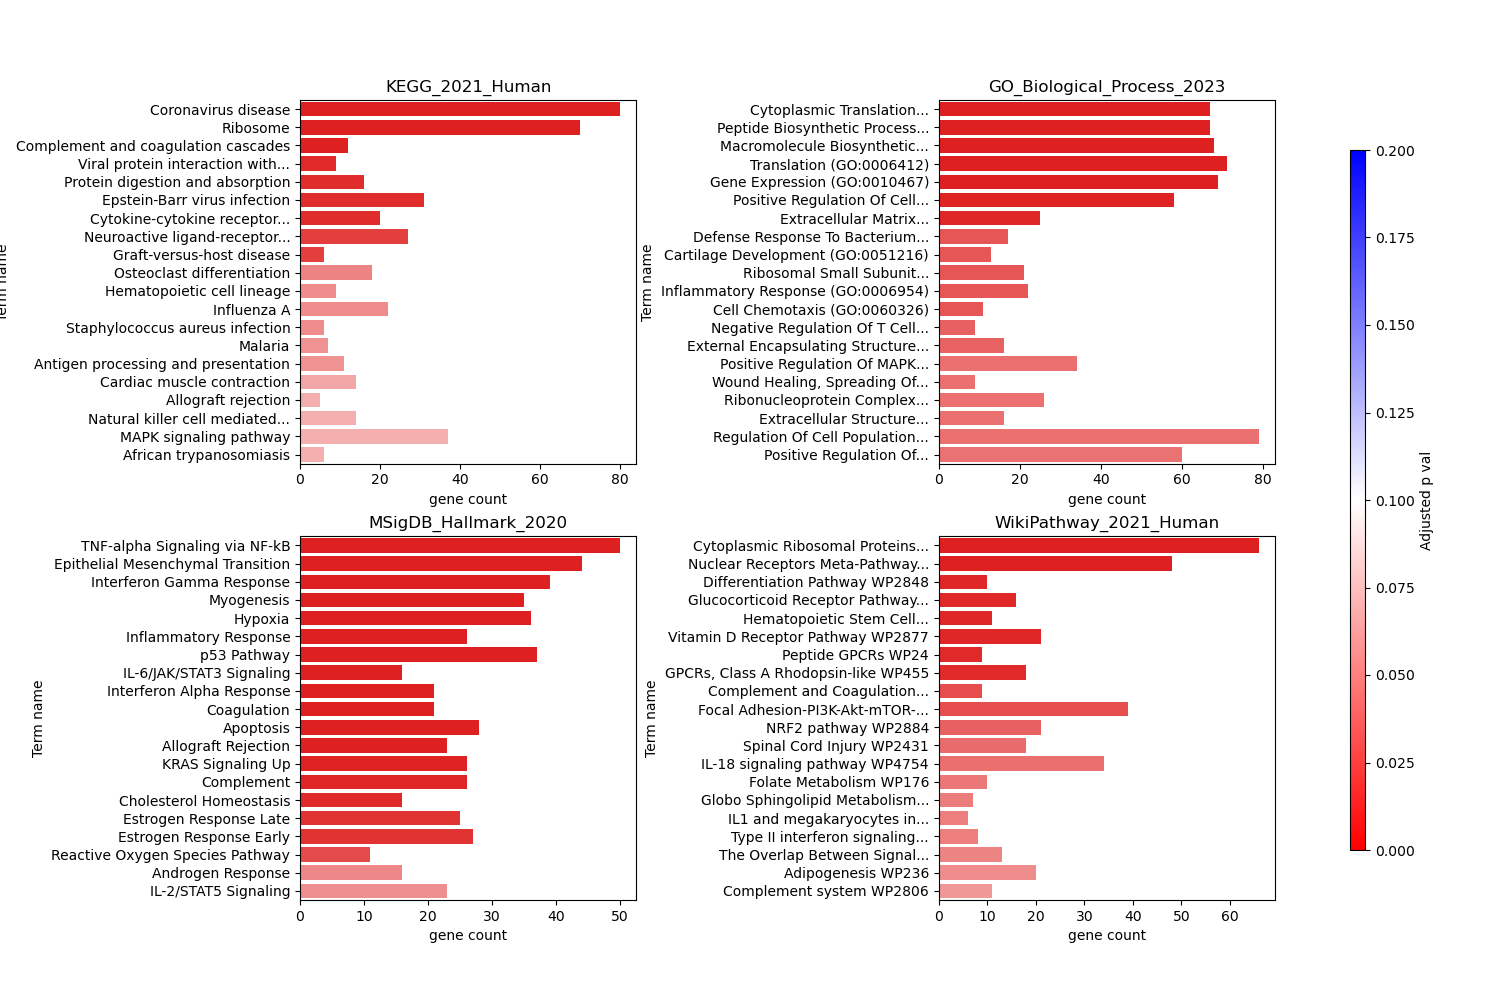 KEGG_2021_Human
Coronavirus disease
Ribosome
Complement and coagulation cascades
Viral protein interaction with...
Protein digestion and absorption
Epstein-Barr virus infection
Cytokine-cytokine receptor...
Neuroactive ligand-receptor...
Graft-versus-host disease
Osteoclast differentiation
Hematopoietic cell lineage
Influenza A
Staphylococcus aureus infection
Malaria
Antigen processing and presentation
Cardiac muscle contraction
Allograft rejection
Natural killer cell mediated...
MAPK signaling pathway
African trypanosomiasis
0 20 40 60 80
gene count
Term name
GO_Biological_Process_2023
Cytoplasmic Translation...
Peptide Biosynthetic Process...
Macromolecule Biosynthetic...
Translation (GO:0006412)
Gene Expression (GO:0010467)
Positive Regulation Of Cell...
Extracellular Matrix...
Defense Response To Bacterium...
Cartilage Development (GO:0051216)
Ribosomal Small Subunit...
Inflammatory Response (GO:0006954)
Cell Chemotaxis (GO:0060326)
Negative Regulation Of T Cell...
External Encapsulating Structure...
Positive Regulation Of MAPK...
Wound Healing, Spreading Of...
Ribonucleoprotein Complex...
Extracellular Structure...
Regulation Of Cell Population...
Positive Regulation Of...
0 20 40 60 80
gene count
Term name
MSigDB_Hallmark_2020
TNF-alpha Signaling via NF-kB
Epithelial Mesenchymal Transition
Interferon Gamma Response
Myogenesis
Hypoxia
Inflammatory Response
p53 Pathway
IL-6/JAK/STAT3 Signaling
Interferon Alpha Response
Coagulation
Apoptosis
Allograft Rejection
KRAS Signaling Up
Complement
Cholesterol Homeostasis
Estrogen Response Late
Estrogen Response Early
Reactive Oxygen Species Pathway
Androgen Response
IL-2/STAT5 Signaling
0 10 20 30 40 50
gene count
Term name
WikiPathway_2021_Human
Cytoplasmic Ribosomal Proteins...
Nuclear Receptors Meta-Pathway...
Differentiation Pathway WP2848
Glucocorticoid Receptor Pathway...
Hematopoietic Stem Cell...
Vitamin D Receptor Pathway WP2877
Peptide GPCRs WP24
GPCRs, Class A Rhodopsin-like WP455
Complement and Coagulation...
Focal Adhesion-PI3K-Akt-mTOR-...
NRF2 pathway WP2884
Spinal Cord Injury WP2431
IL-18 signaling pathway WP4754
Folate Metabolism WP176
Globo Sphingolipid Metabolism...
IL1 and megakaryocytes in...
Type II interferon signaling...
The Overlap Between Signal...
Adipogenesis WP236
Complement system WP2806
0 10 20 30 40 50 60
gene count
Term name
0.200
0.175
0.150
0.125
0.100
0.075
0.050
0.025
0.000
Adjusted p val